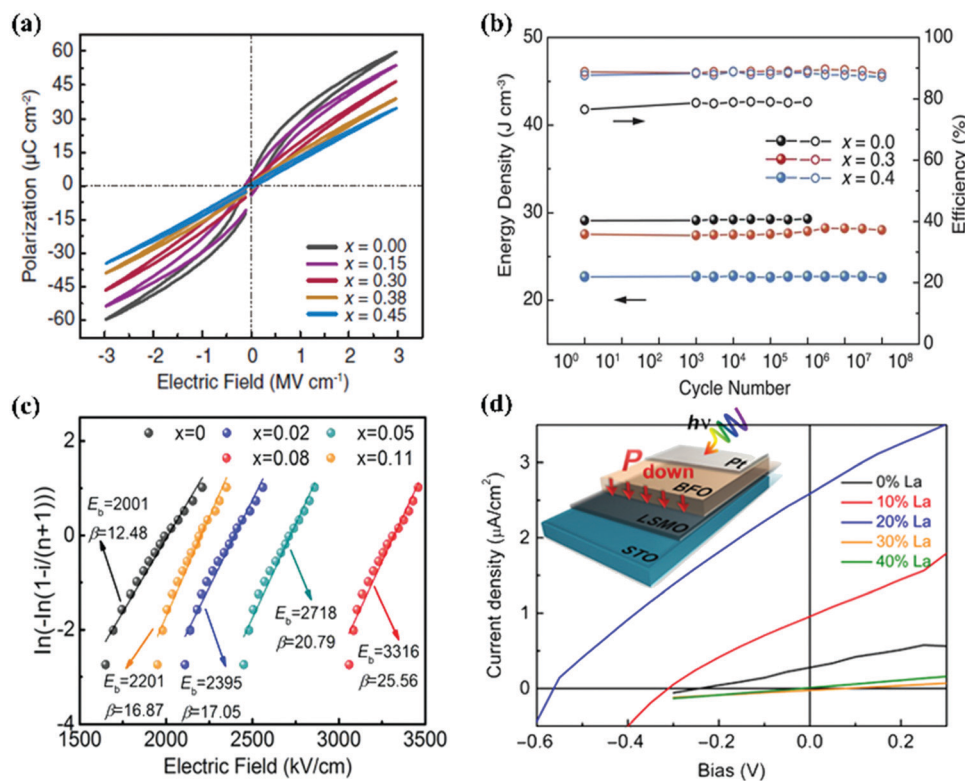 (a)
Polarization (μC cm⁻²)
60
45
30
15
0
-15
-30
-45
-60
x = 0.00
x = 0.15
x = 0.30
x = 0.38
x = 0.45
-3 -2 -1 0 1 2 3
Electric Field (MV cm⁻¹)
(b)
Energy Density (J cm⁻³)
50
40
30
20
x = 0.0
x = 0.3
x = 0.4
100
80
60
40
20
0
Efficiency (%)
10⁰ 10¹ 10² 10³ 10⁴ 10⁵ 10⁶ 10⁷ 10⁸
Cycle Number
(c)
ln(-ln(1-i/(n+1)))
2
0
-2
-4
x=0 x=0.02 x=0.05
x=0.08 x=0.11
E_b=2001
β=12.48
E_b=2718
β=20.79
E_b=3316
β=25.56
E_b=2201
β=16.87
E_b=2395
β=17.05
1500 2000 2500 3000 3500
Electric Field (kV/cm)
(d)
Current density (μA/cm²)
3
2
1
0
hν
Pt
P down
BFO
LSMO
STO
0% La
10% La
20% La
30% La
40% La
−0.6 −0.4 −0.2 0.0 0.2
Bias (V)